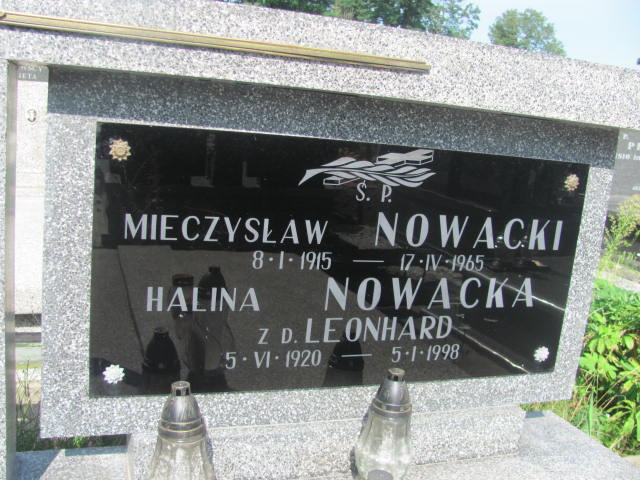 Ś. P.
MIECZYSŁAW NOWACKI
8·I·1915 — 17·IV·1965
HALINA NOWACKA
Z D. LEONHARD
5·VI·1920 — 5·I·1998